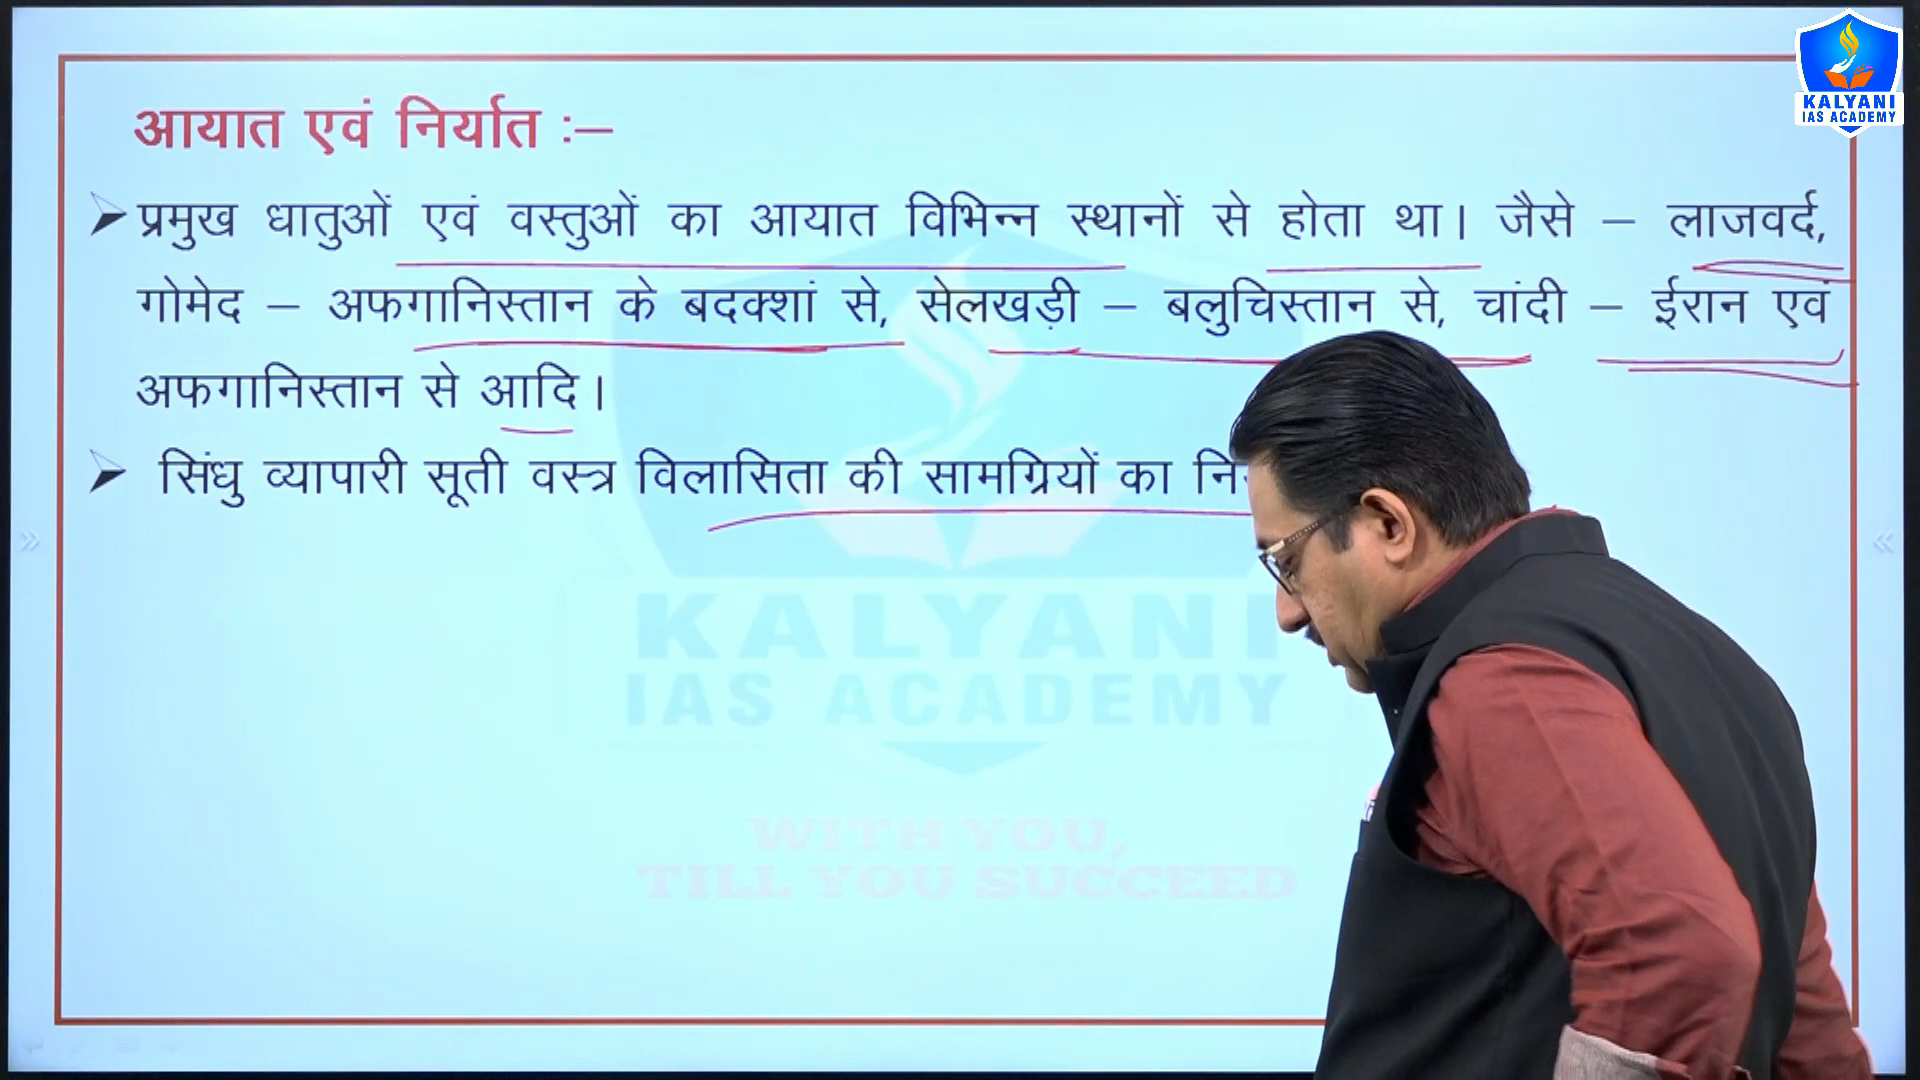 KALYANI
IAS ACADEMY
आयात एवं निर्यात :–
प्रमुख धातुओं एवं वस्तुओं का आयात विभिन्न स्थानों से होता था। जैसे – लाजवर्द,
गोमेद – अफगानिस्तान के बदक्शां से, सेलखड़ी – बलुचिस्तान से, चांदी – ईरान एवं
अफगानिस्तान से आदि।
सिंधु व्यापारी सूती वस्त्र विलासिता की सामग्रियों का
KALYANI
IAS ACADEMY
WITH YOU,
TILL YOU SUCCEED